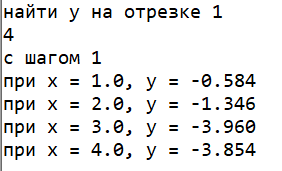 найти y на отрезке 1
4
с шагом 1
при x = 1.0, y = -0.584
при x = 2.0, y = -1.346
при x = 3.0, y = -3.960
при x = 4.0, y = -3.854